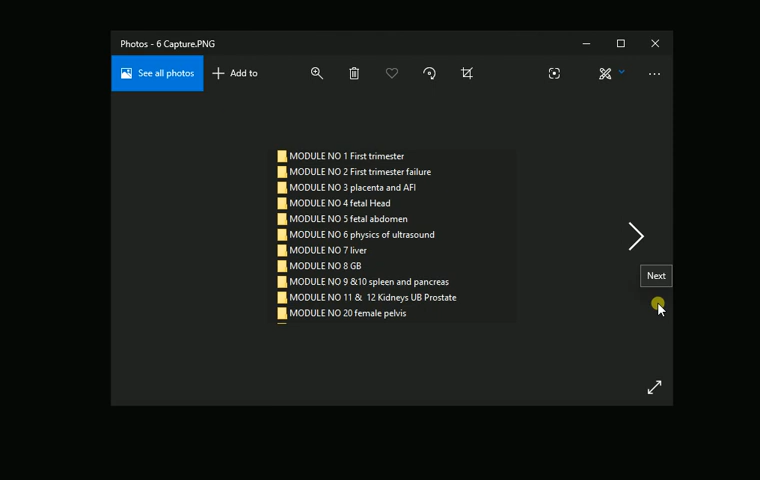 Photos - 6 Capture.PNG
See all photos
Add to
MODULE NO 1 First trimester
MODULE NO 2 First trimester failure
MODULE NO 3 placenta and AFI
MODULE NO 4 fetal Head
MODULE NO 5 fetal abdomen
MODULE NO 6 physics of ultrasound
MODULE NO 7 liver
MODULE NO 8 GB
MODULE NO 9 &10 spleen and pancreas
MODULE NO 11 &  12 Kidneys UB Prostate
MODULE NO 20 female pelvis
Next